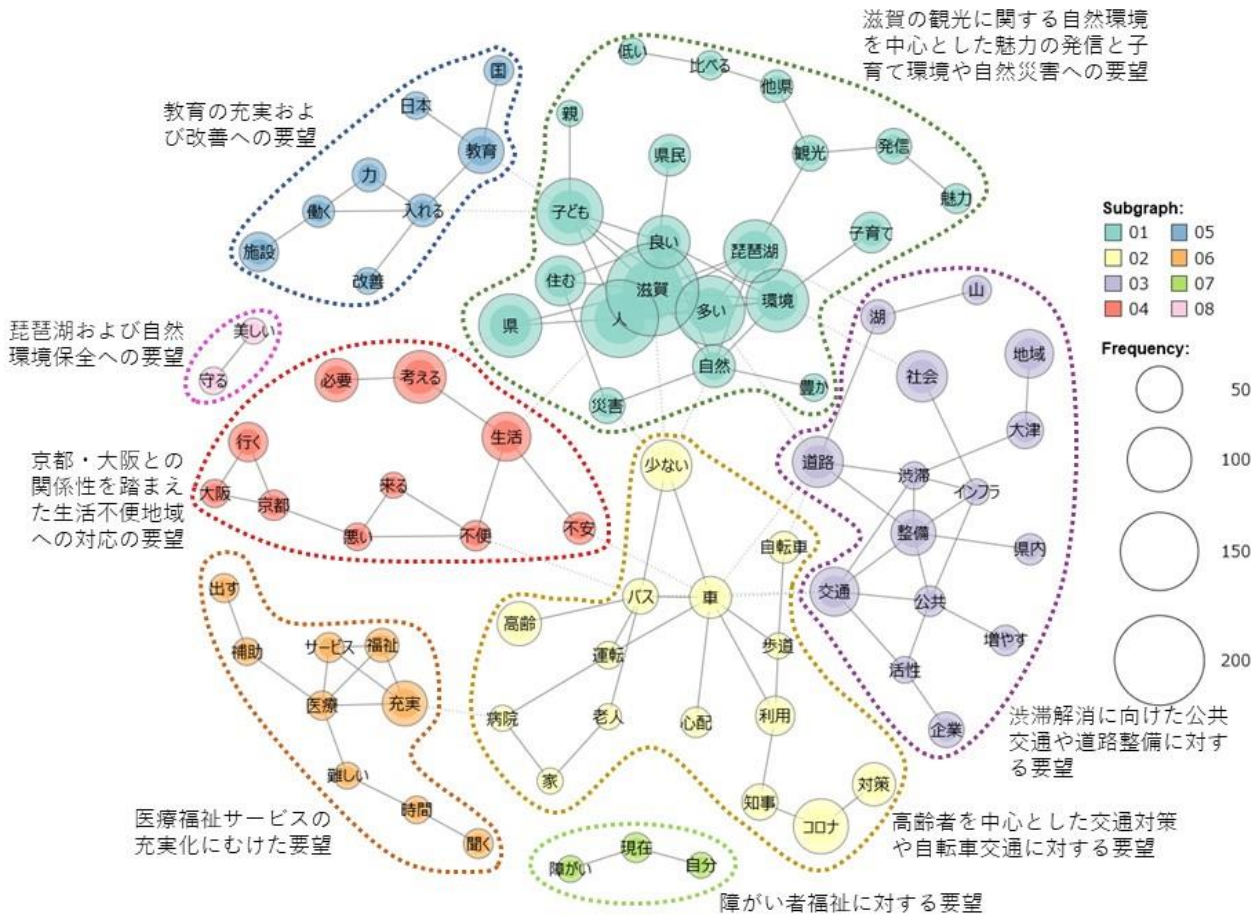 滋賀の観光に関する自然環境
を中心とした魅力の発信と子
育て環境や自然災害への要望
教育の充実およ
び改善への要望
国
日本
教育
力
働く
入れる
施設
改善
低い
比べる
他県
親
県民
観光
発信
魅力
子ども
良い
琵琶湖
子育て
住む
滋賀
環境
県
人
多い
自然
災害
豊か
Subgraph:
01
05
02
06
03
07
04
08
Frequency:
50
100
150
200
琵琶湖および自然
環境保全への要望
美しい
守る
必要
考える
行く
生活
大阪
京都
来る
悪い
不便
不安
京都・大阪との
関係性を踏まえ
た生活不便地域
への対応の要望
山
湖
地域
社会
大津
道路
渋滞
インフラ
整備
県内
交通
公共
増やす
活性
企業
渋滞解消に向けた公共
交通や道路整備に対す
る要望
少ない
自転車
バス
車
高齢
運転
歩道
病院
老人
心配
利用
家
知事
対策
コロナ
高齢者を中心とした交通対策
や自転車交通に対する要望
出す
補助
サービス
福祉
医療
充実
難しい
時間
聞く
医療福祉サービスの
充実化にむけた要望
障がい
現在
自分
障がい者福祉に対する要望